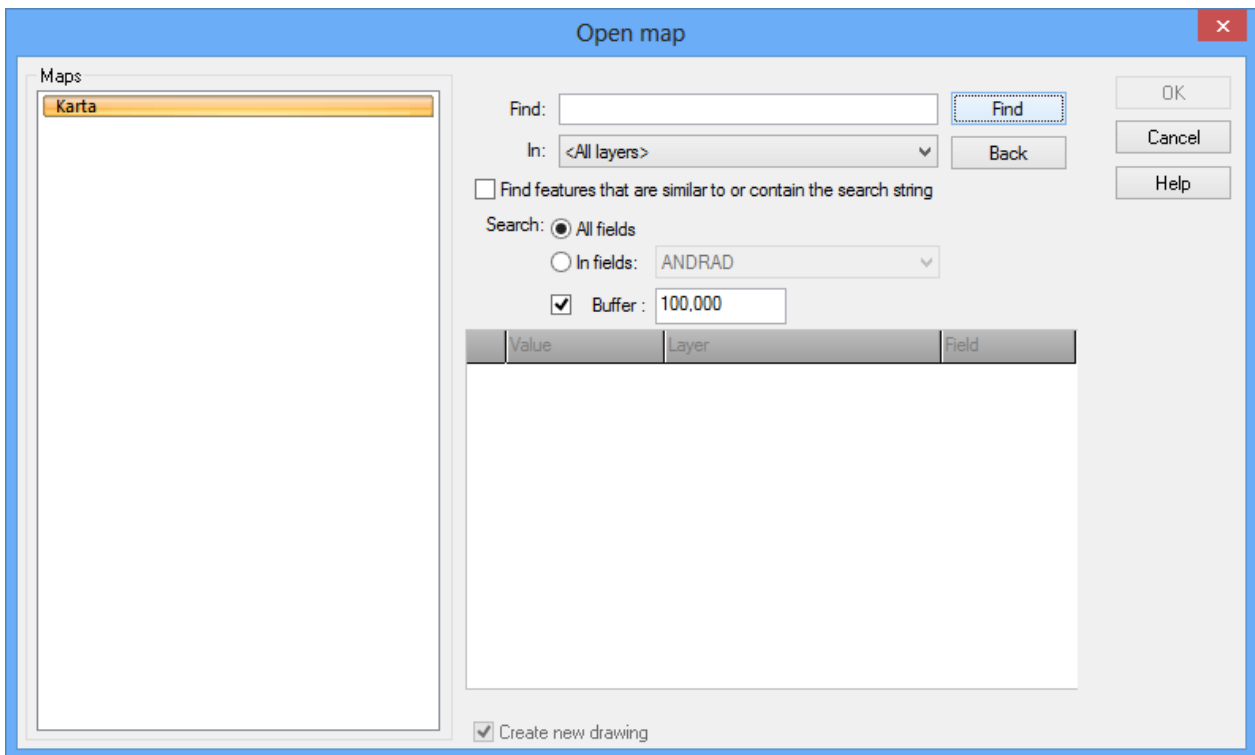 Open map
Maps
Karta
Find:
Find
In: <All layers>
Back
Find features that are similar to or contain the search string
Search: All fields
In fields: ANDRAD
Buffer : 100,000
Value Layer Field
Create new drawing
OK
Cancel
Help